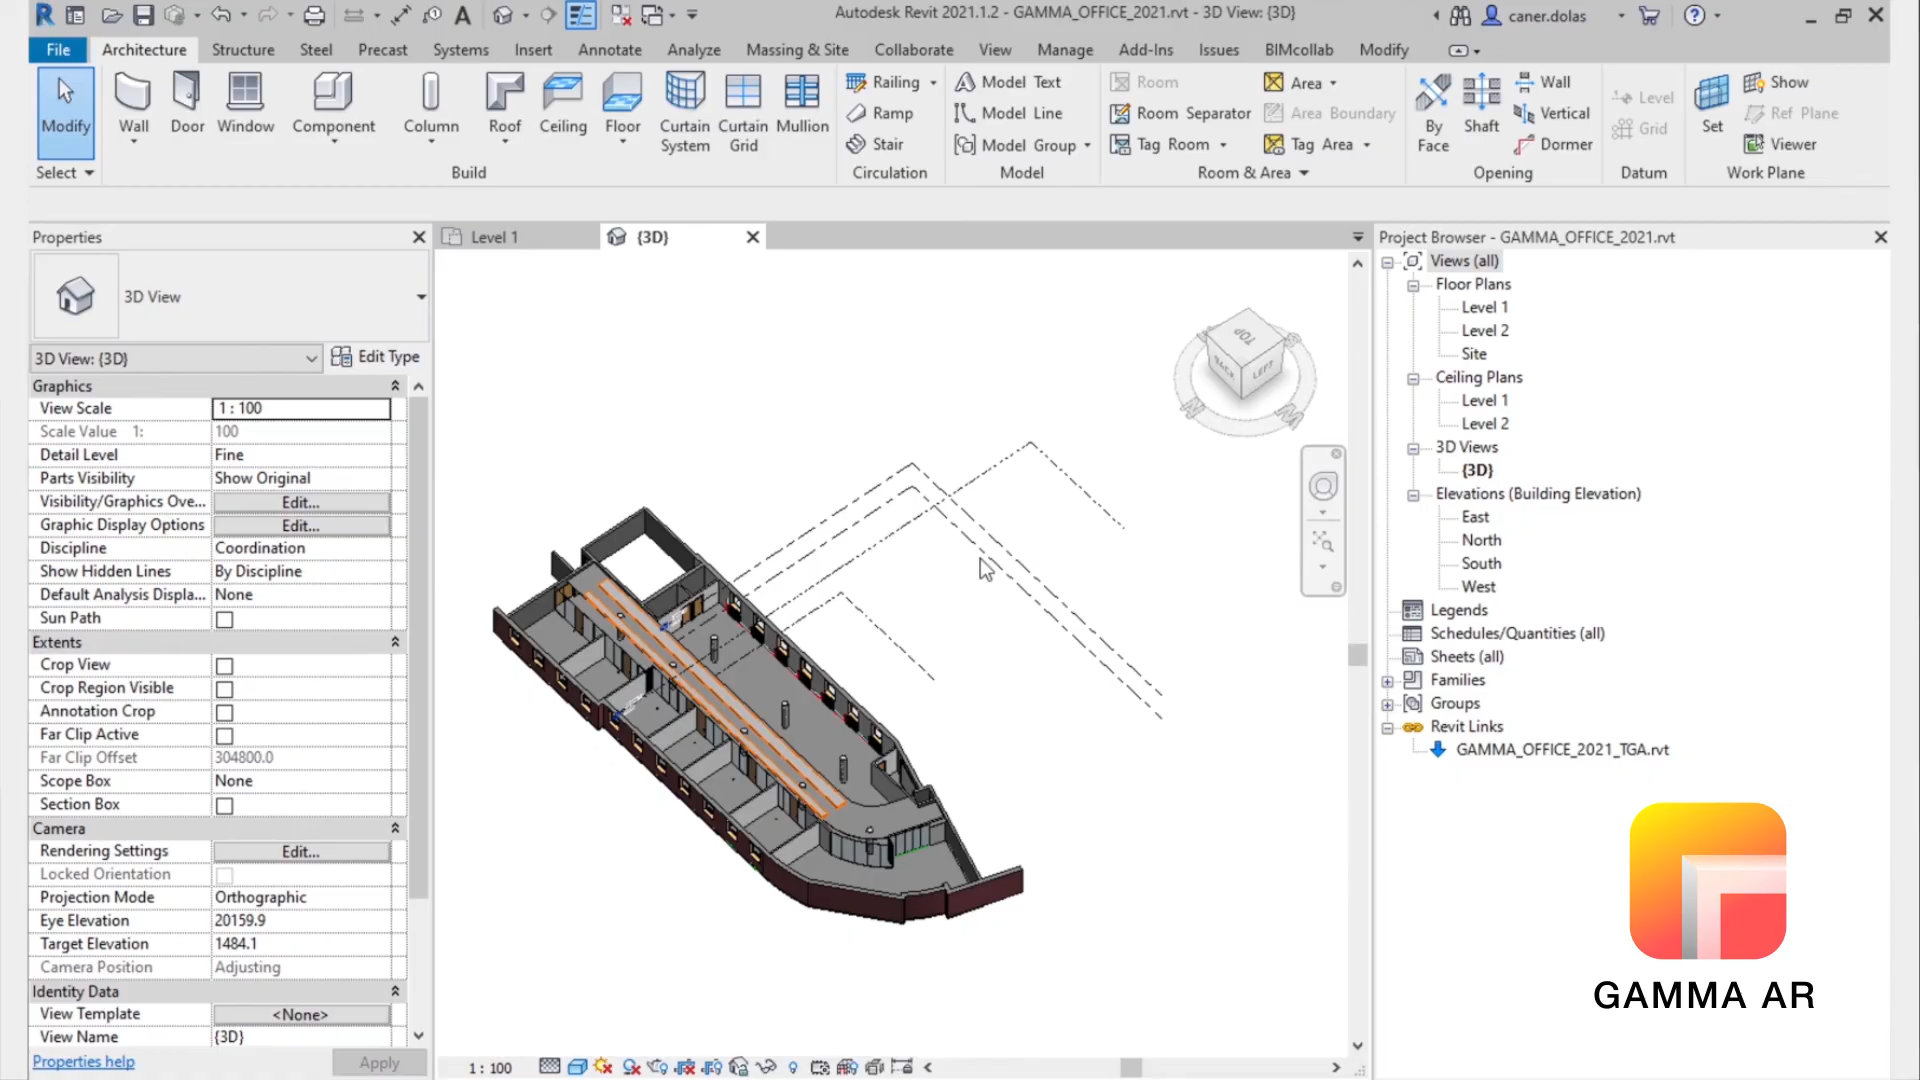 Autodesk Revit 2021.1.2 - GAMMA_OFFICE_2021.rvt - 3D View: {3D}
caner.dolas
File Architecture Structure Steel Precast Systems Insert Annotate Analyze Massing & Site Collaborate View Manage Add-Ins Issues BIMcollab Modify
Modify Wall Door Window Component Column Roof Ceiling Floor Curtain System Curtain Grid Mullion
Railing
Ramp
Stair
Model Text
Model Line
Model Group
Room
Room Separator
Tag Room
Area
Area Boundary
Tag Area
By Face
Shaft
Wall
Vertical
Dormer
Level
Grid
Set
Show
Ref Plane
Viewer
Select Build Circulation Model Room & Area Opening Datum Work Plane
Properties
3D View
3D View: {3D} Edit Type
Graphics
View Scale 1 : 100
Scale Value 1: 100
Detail Level Fine
Parts Visibility Show Original
Visibility/Graphics Ove... Edit...
Graphic Display Options Edit...
Discipline Coordination
Show Hidden Lines By Discipline
Default Analysis Displa... None
Sun Path
Extents
Crop View
Crop Region Visible
Annotation Crop
Far Clip Active
Far Clip Offset 304800.0
Scope Box None
Section Box
Camera
Rendering Settings Edit...
Locked Orientation
Projection Mode Orthographic
Eye Elevation 20159.9
Target Elevation 1484.1
Camera Position Adjusting
Identity Data
View Template <None>
View Name {3D}
Properties help Apply
Level 1 {3D}
TOP
BACK LEFT
N W
1 : 100
Project Browser - GAMMA_OFFICE_2021.rvt
Views (all)
Floor Plans
Level 1
Level 2
Site
Ceiling Plans
Level 1
Level 2
3D Views
{3D}
Elevations (Building Elevation)
East
North
South
West
Legends
Schedules/Quantities (all)
Sheets (all)
Families
Groups
Revit Links
GAMMA_OFFICE_2021_TGA.rvt
GAMMA AR